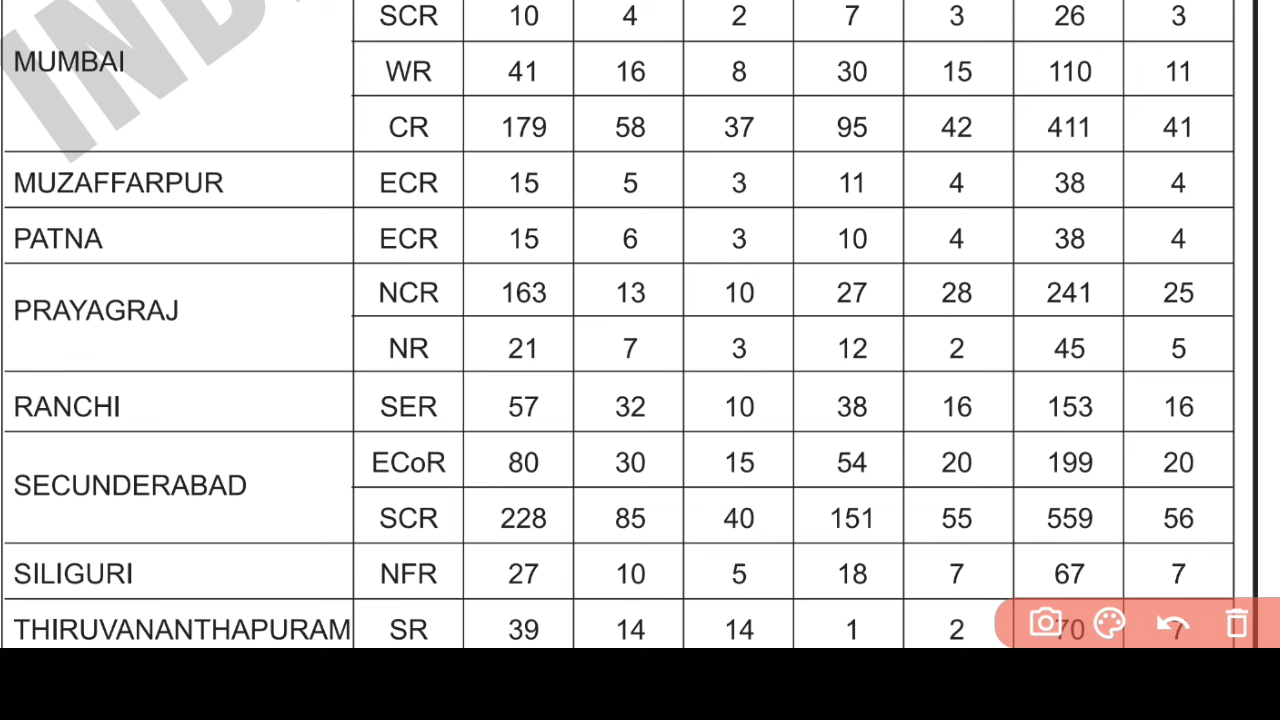 SCR 10 4 2 7 3 26 3
MUMBAI
WR 41 16 8 30 15 110 11
CR 179 58 37 95 42 411 41
MUZAFFARPUR ECR 15 5 3 11 4 38 4
PATNA ECR 15 6 3 10 4 38 4
PRAYAGRAJ
NCR 163 13 10 27 28 241 25
NR 21 7 3 12 2 45 5
RANCHI SER 57 32 10 38 16 153 16
SECUNDERABAD
ECoR 80 30 15 54 20 199 20
SCR 228 85 40 151 55 559 56
SILIGURI NFR 27 10 5 18 7 67 7
THIRUVANANTHAPURAM SR 39 14 14 1 2 70 7